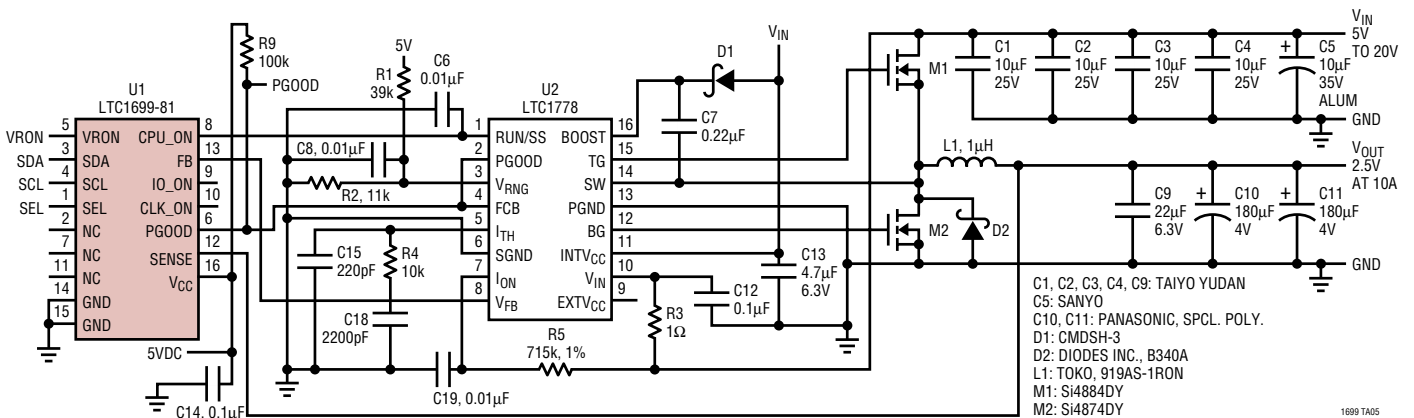 R9
100k
PGOOD
U1
LTC1699-81
VRON
SDA
SCL
SEL
5
3
4
1
2
7
11
14
15
VRON
SDA
SCL
SEL
NC
NC
NC
GND
GND
CPU_ON
FB
IO_ON
CLK_ON
PGOOD
SENSE
VCC
8
13
9
10
6
12
16
5VDC
C14, 0.1µF
5V
R1
39k
C6
0.01µF
C8, 0.01µF
R2, 11k
C15
220pF
R4
10k
C18
2200pF
C19, 0.01µF
R5
715k, 1%
U2
LTC1778
1
2
3
4
5
6
7
8
RUN/SS
PGOOD
VRNG
FCB
ITH
SGND
ION
VFB
BOOST
TG
SW
PGND
BG
INTVCC
VIN
EXTVCC
16
15
14
13
12
11
10
9
D1
VIN
C7
0.22µF
C13
4.7µF
6.3V
C12
0.1µF
R3
1Ω
M1
M2
D2
L1, 1µH
C1
10µF
25V
C2
10µF
25V
C3
10µF
25V
C4
10µF
25V
+
C5
10µF
35V
ALUM
VIN
5V
TO 20V
GND
VOUT
2.5V
AT 10A
C9
22µF
6.3V
+
C10
180µF
4V
+
C11
180µF
4V
GND
C1, C2, C3, C4, C9: TAIYO YUDAN
C5: SANYO
C10, C11: PANASONIC, SPCL. POLY.
D1: CMDSH-3
D2: DIODES INC., B340A
L1: TOKO, 919AS-1RON
M1: Si4884DY
M2: Si4874DY
1699 TA05